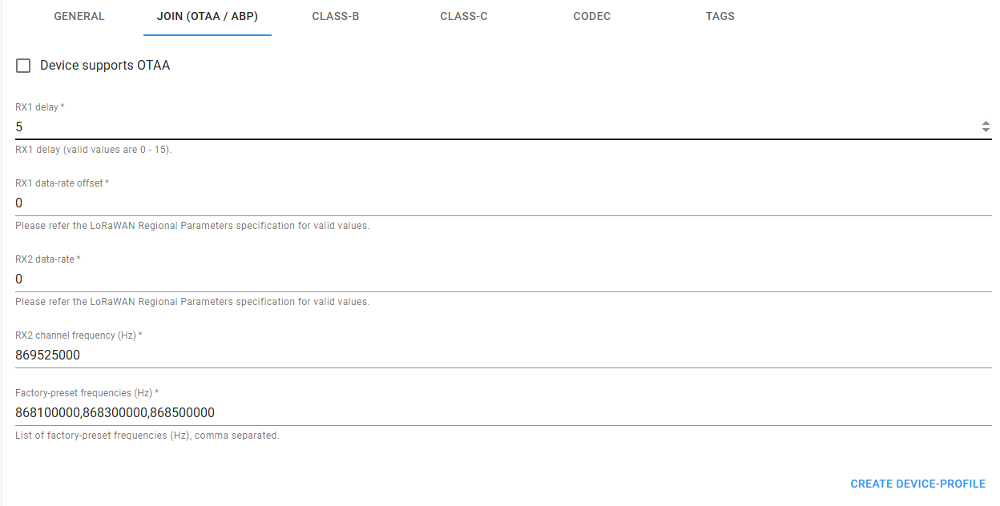 GENERAL JOIN (OTAA / ABP) CLASS-B CLASS-C CODEC TAGS
Device supports OTAA
RX1 delay *
5
RX1 delay (valid values are 0 - 15).
RX1 data-rate offset *
0
Please refer the LoRaWAN Regional Parameters specification for valid values.
RX2 data-rate *
0
Please refer the LoRaWAN Regional Parameters specification for valid values.
RX2 channel frequency (Hz) *
869525000
Factory-preset frequencies (Hz) *
868100000,868300000,868500000
List of factory-preset frequencies (Hz), comma separated.
CREATE DEVICE-PROFILE